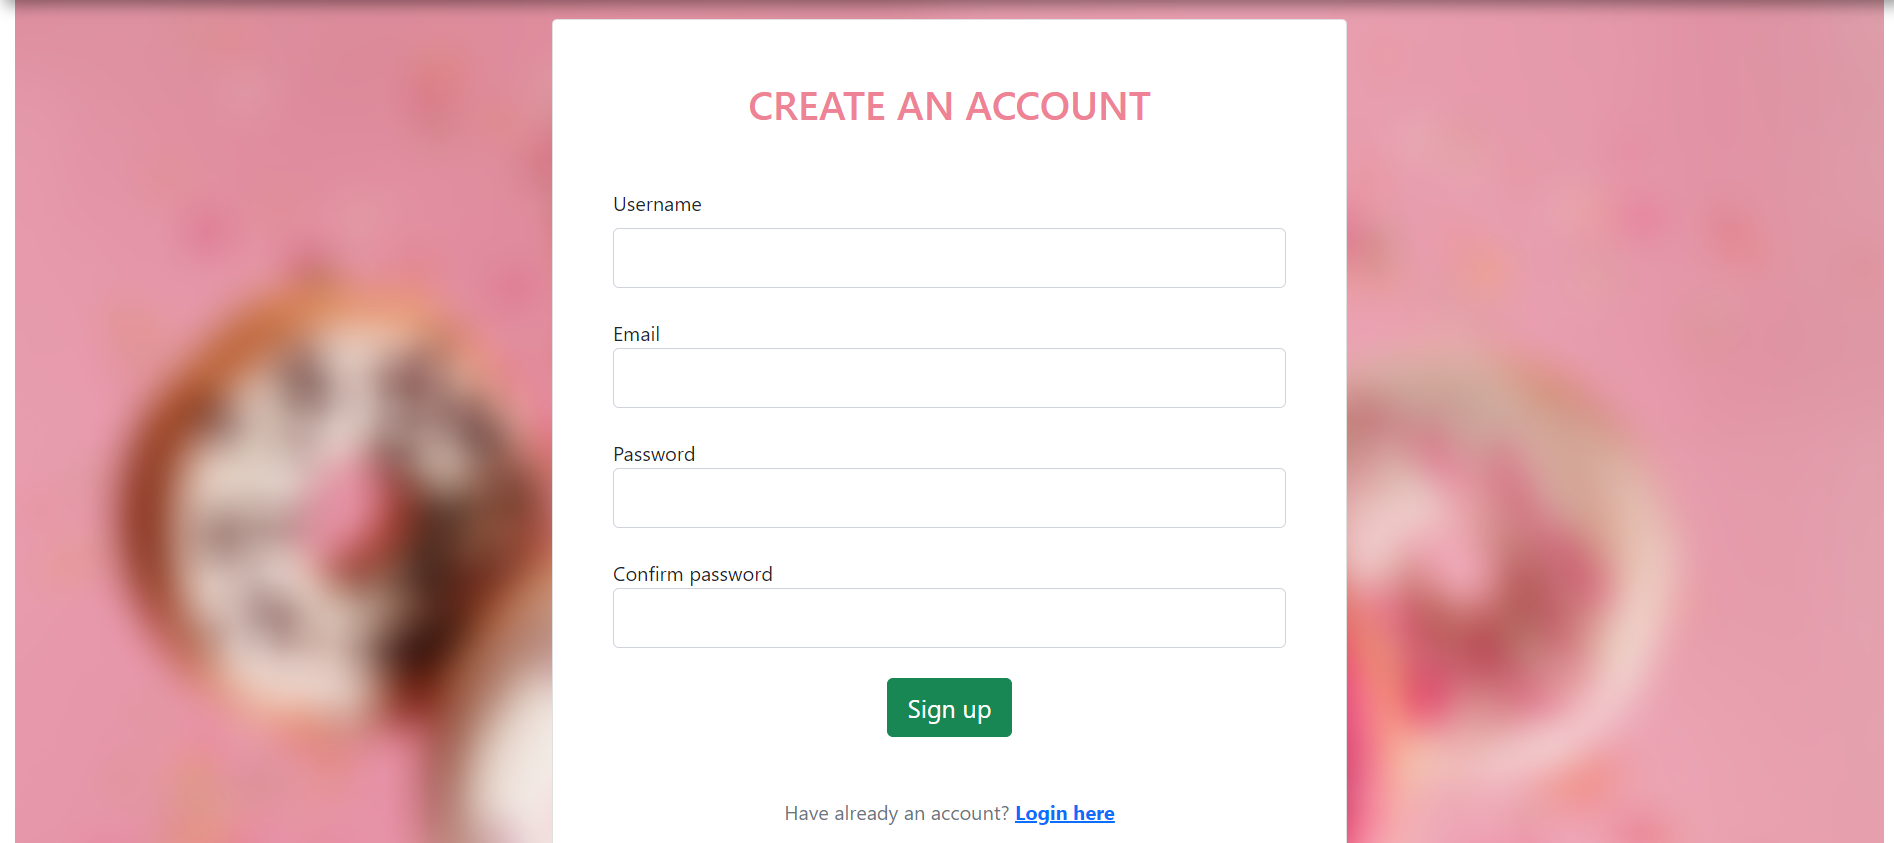 CREATE AN ACCOUNT
Username
Email
Password
Confirm password
Sign up
Have already an account? Login here